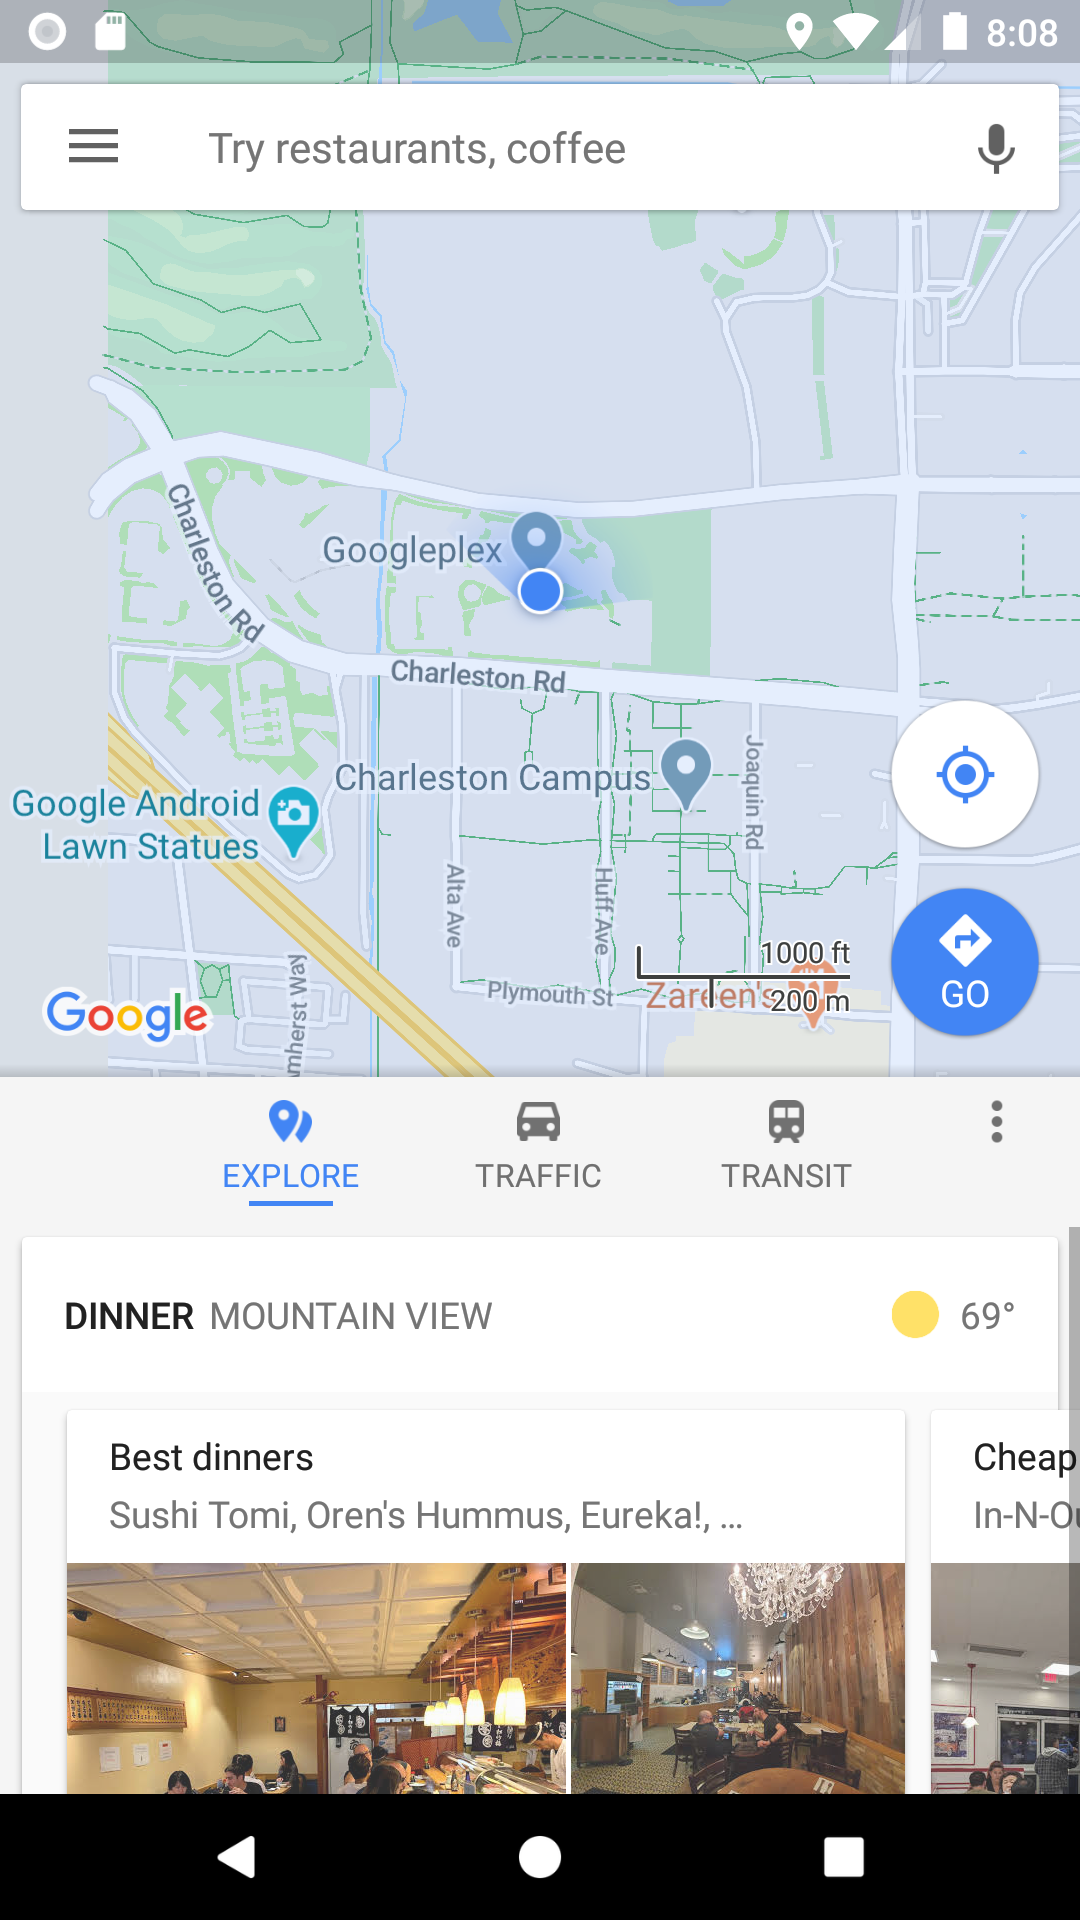 8:08
Try restaurants, coffee
Charleston Rd
Googleplex
Charleston Rd
Charleston Campus
Joaquin Rd
Google Android
Lawn Statues
Alta Ave
Huff Ave
1000 ft
200 m
Zareen's
Plymouth St
mherst Way
Google
GO
EXPLORE
TRAFFIC
TRANSIT
DINNER MOUNTAIN VIEW
69°
Best dinners
Sushi Tomi, Oren's Hummus, Eureka!, ...
Cheap
In-N-Ou